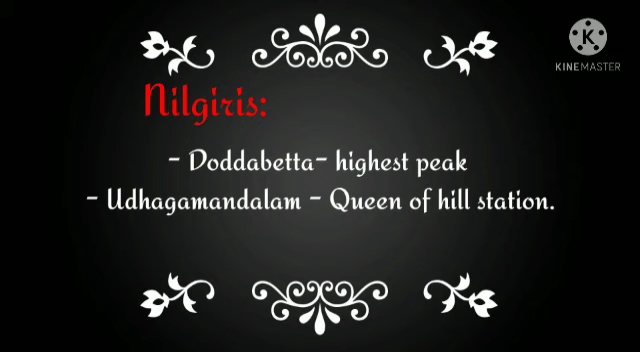 K
KINEMASTER
Nilgiris:
- Doddabetta- highest peak
- Udhagamandalam - Queen of hill station.